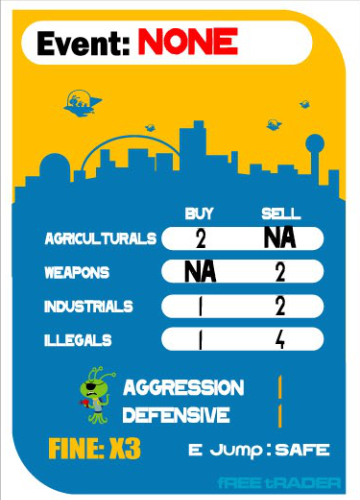 Event: NONE
BUY SELL
AGRICULTURALS 2 NA
WEAPONS NA 2
INDUSTRIALS 1 2
ILLEGALS 1 4
AGGRESSION 1
DEFENSIVE 1
FINE: X3 E Jump: SAFE
fREE tRADER